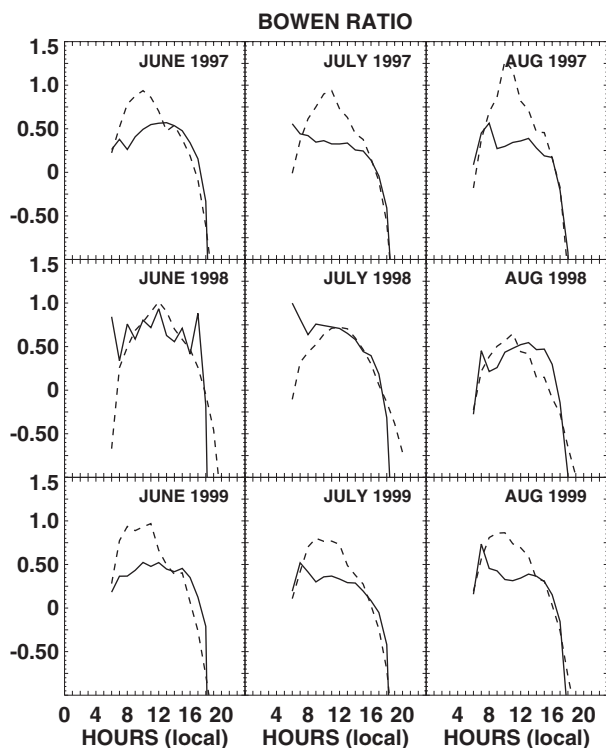 BOWEN RATIO
1.5 JUNE 1997 JULY 1997 AUG 1997
1.0
0.50
0
-0.50
1.5 JUNE 1998 JULY 1998 AUG 1998
1.0
0.50
0
-0.50
1.5 JUNE 1999 JULY 1999 AUG 1999
1.0
0.50
0
-0.50
0 4 8 12 16 20 4 8 12 16 20 4 8 12 16 20
HOURS (local) HOURS (local) HOURS (local)